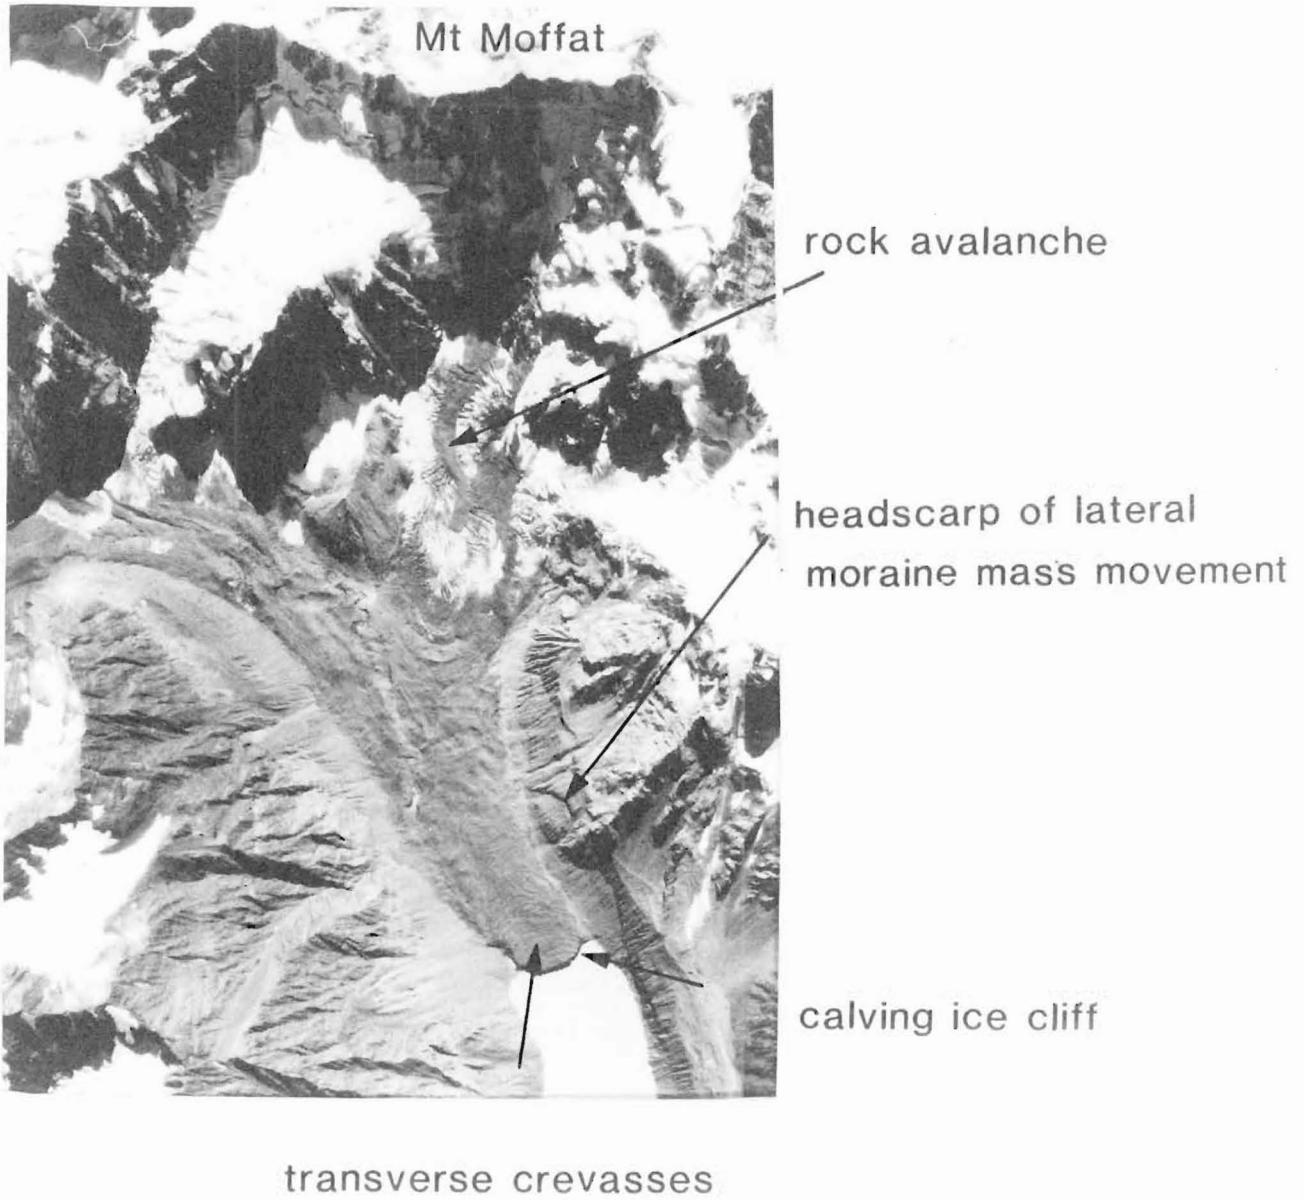 Mt Moffat
rock avalanche
headscarp of lateral
moraine mass movement
calving ice cliff
transverse crevasses